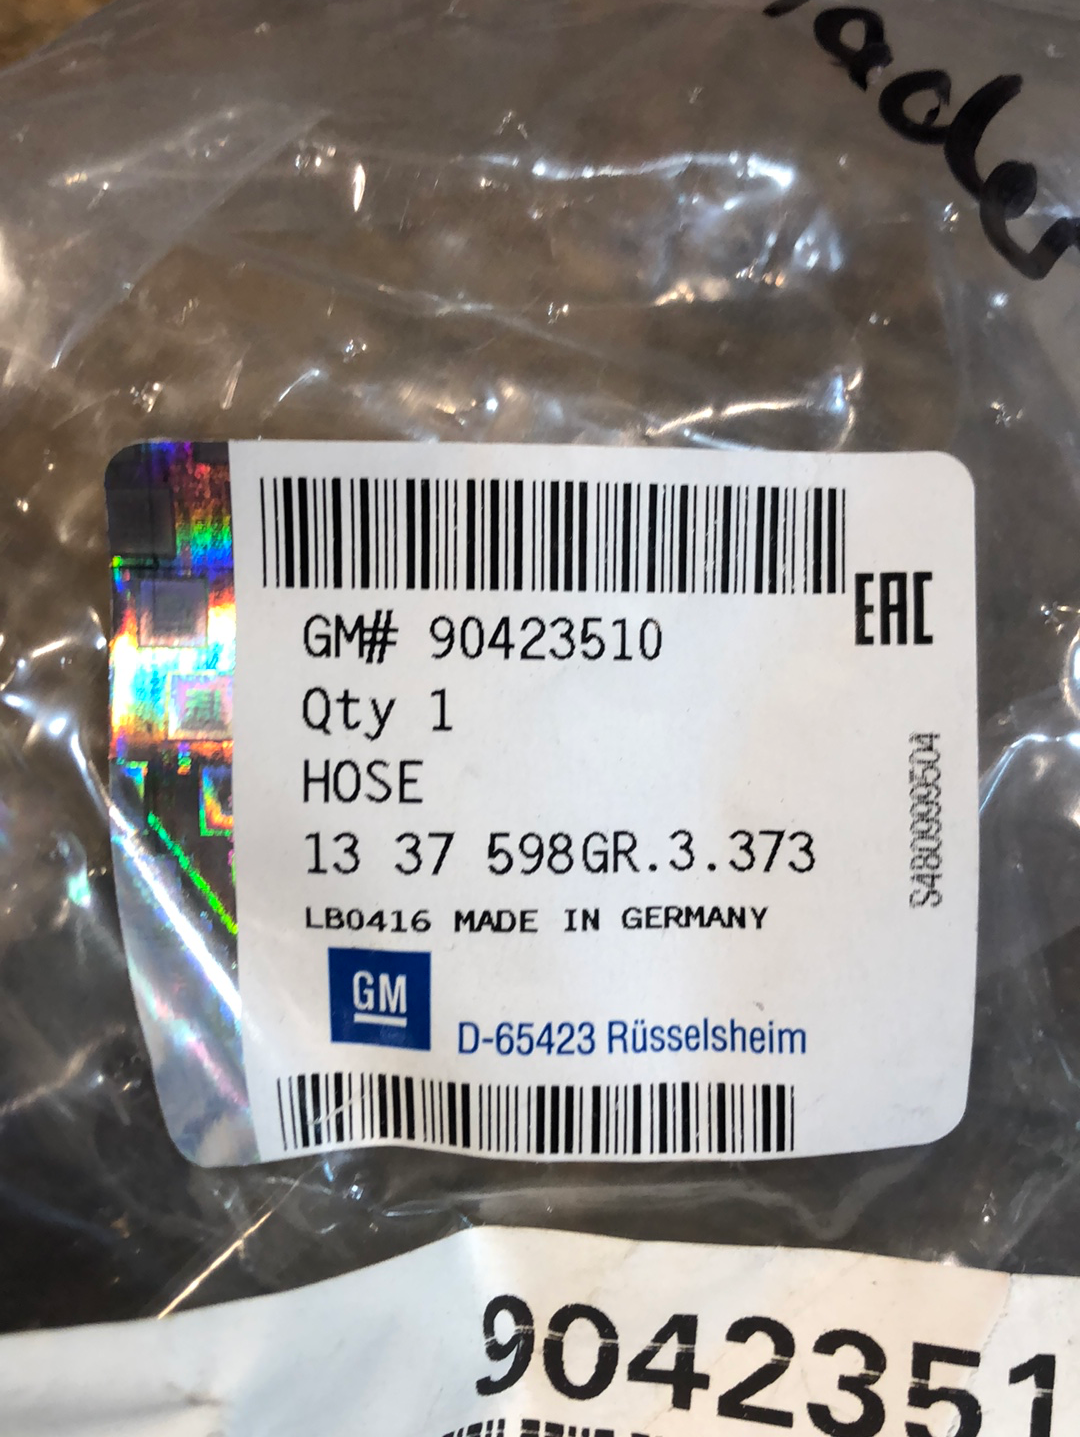 EAC
GM# 90423510
Qty 1
HOSE
13 37 598GR.3.373
LB0416 MADE IN GERMANY
S4B0999504
GM
D-65423 Rüsselsheim
9042351